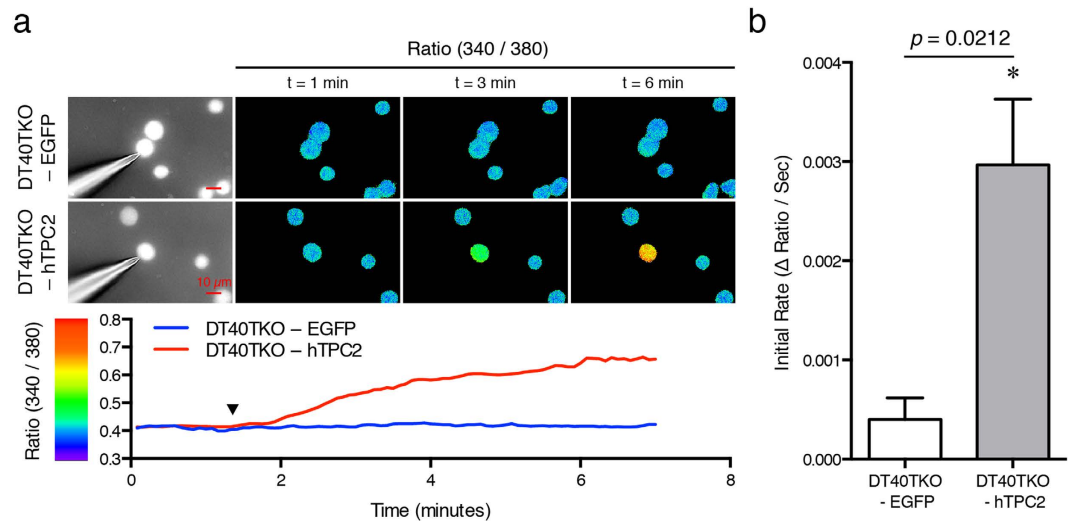 a
Ratio (340 / 380)
t = 1 min
t = 3 min
t = 6 min
DT40TKO
– EGFP
DT40TKO
– hTPC2
10 µm
Ratio (340 / 380)
0.8
0.7
0.6
0.5
0.4
0.3
DT40TKO – EGFP
DT40TKO – hTPC2
0
2
4
6
8
Time (minutes)
b
p = 0.0212
*
Initial Rate (Δ Ratio / Sec)
0.004
0.003
0.002
0.001
0.000
DT40TKO
- EGFP
DT40TKO
- hTPC2